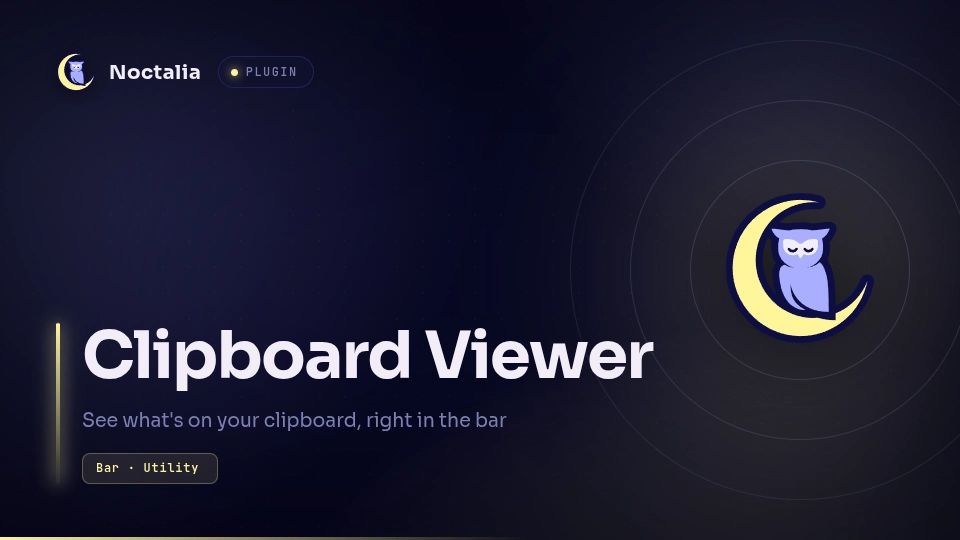 Noctalia
PLUGIN
Clipboard Viewer
See what's on your clipboard, right in the bar
Bar · Utility